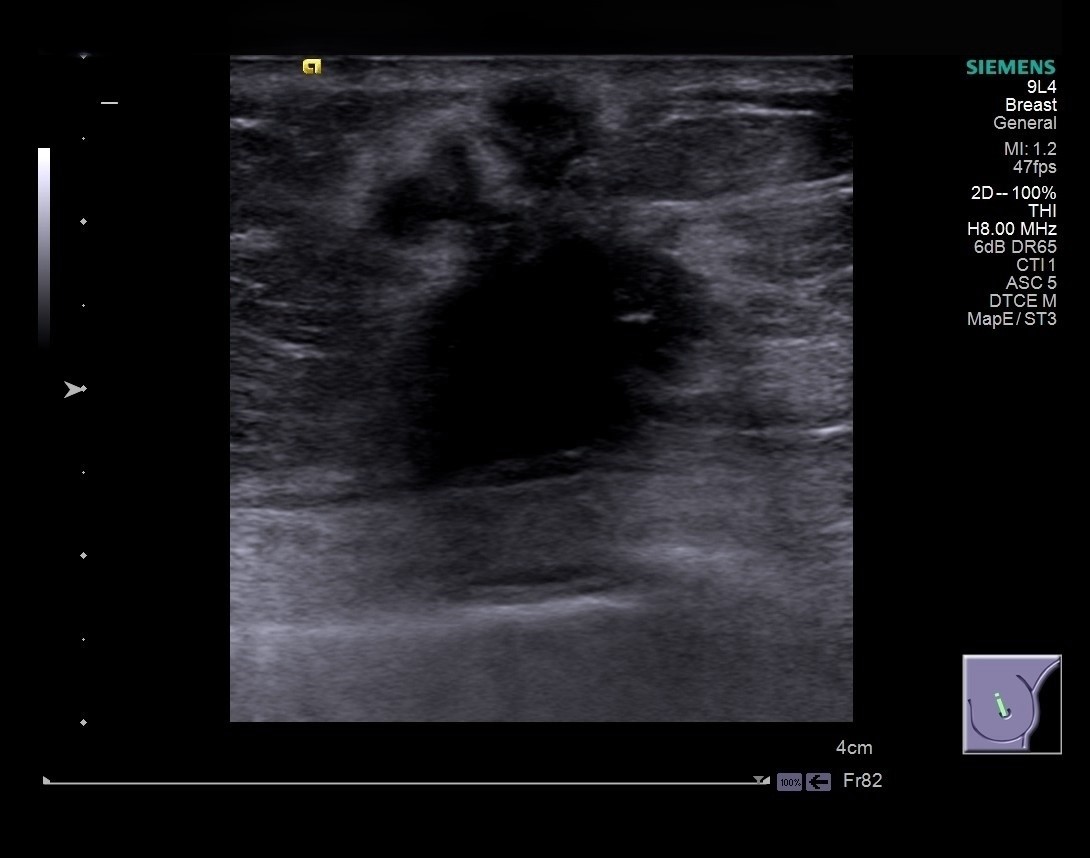 SIEMENS
9L4
Breast
General
MI: 1.2
47fps
2D--100%
THI
H8.00 MHz
6dB DR65
CTI 1
ASC 5
DTCE M
MapE / ST3
4cm
100%
Fr82